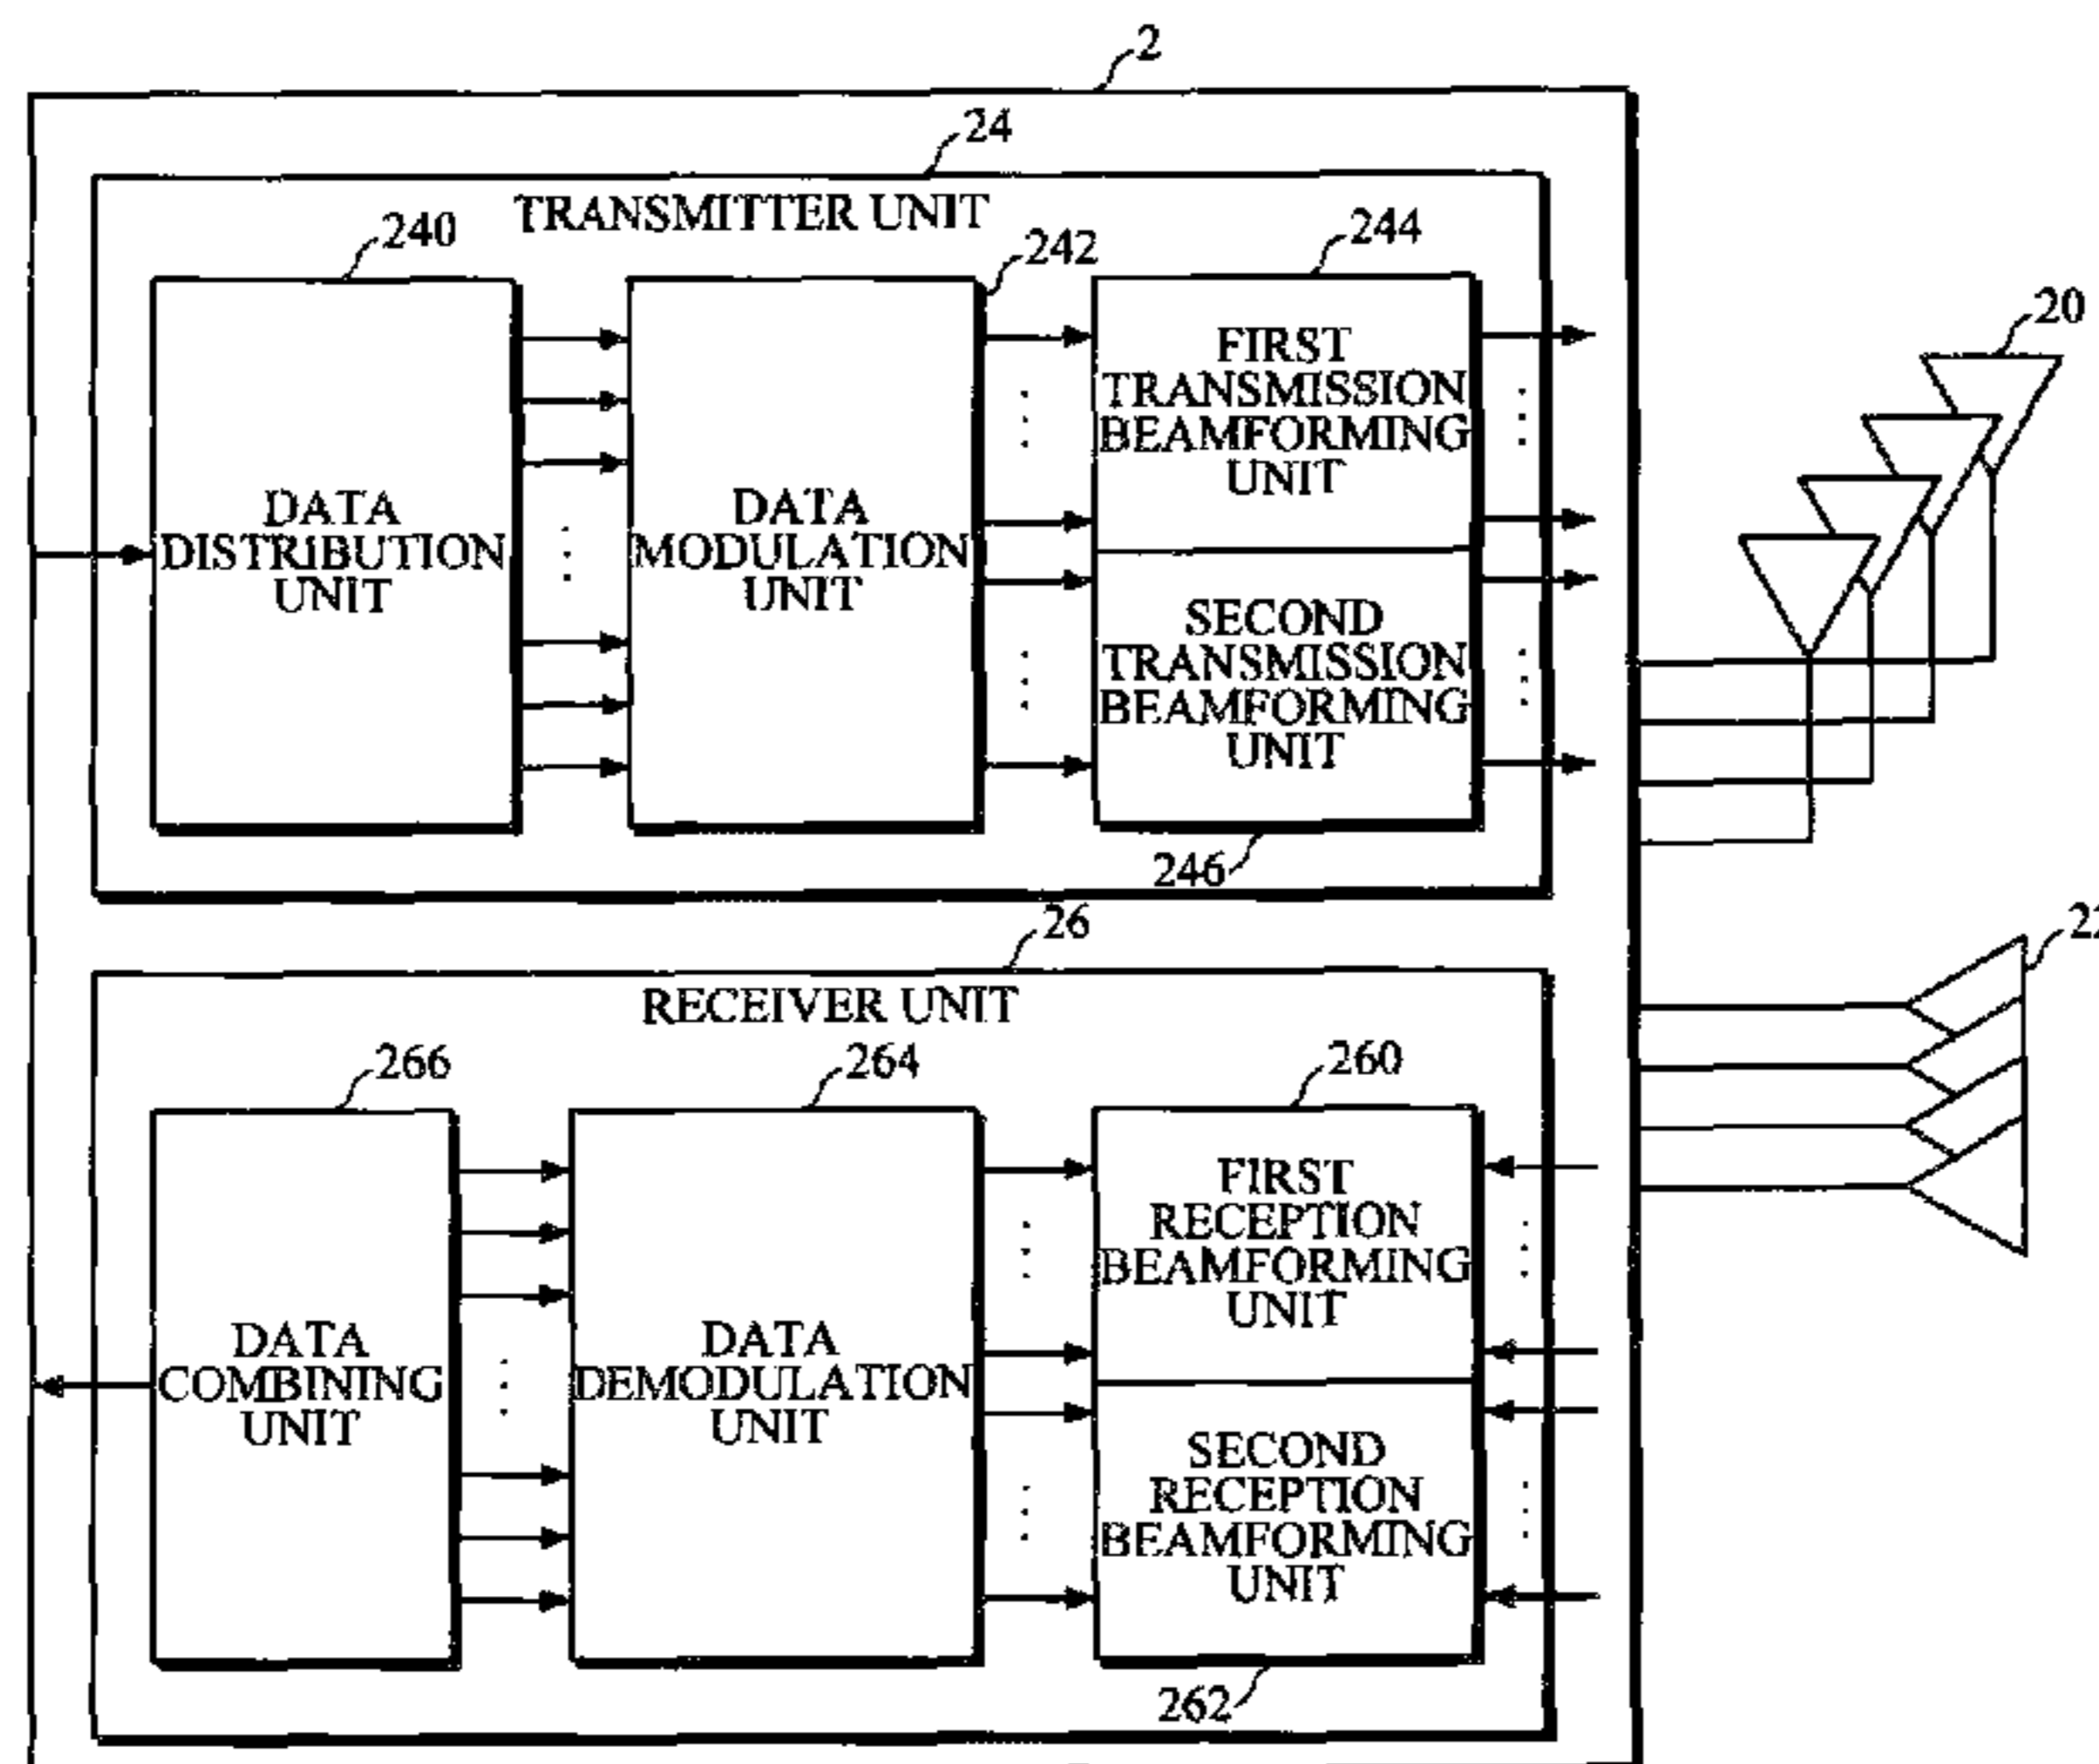 2
24
TRANSMITTER UNIT
240
242
244
20
DATA
DISTRIBUTION
UNIT
DATA
MODULATION
UNIT
FIRST
TRANSMISSION
BEAMFORMING
UNIT
SECOND
TRANSMISSION
BEAMFORMING
UNIT
246
26
22
RECEIVER UNIT
266
264
260
DATA
COMBINING
UNIT
DATA
DEMODULATION
UNIT
FIRST
RECEPTION
BEAMFORMING
UNIT
SECOND
RECEPTION
BEAMFORMING
UNIT
262